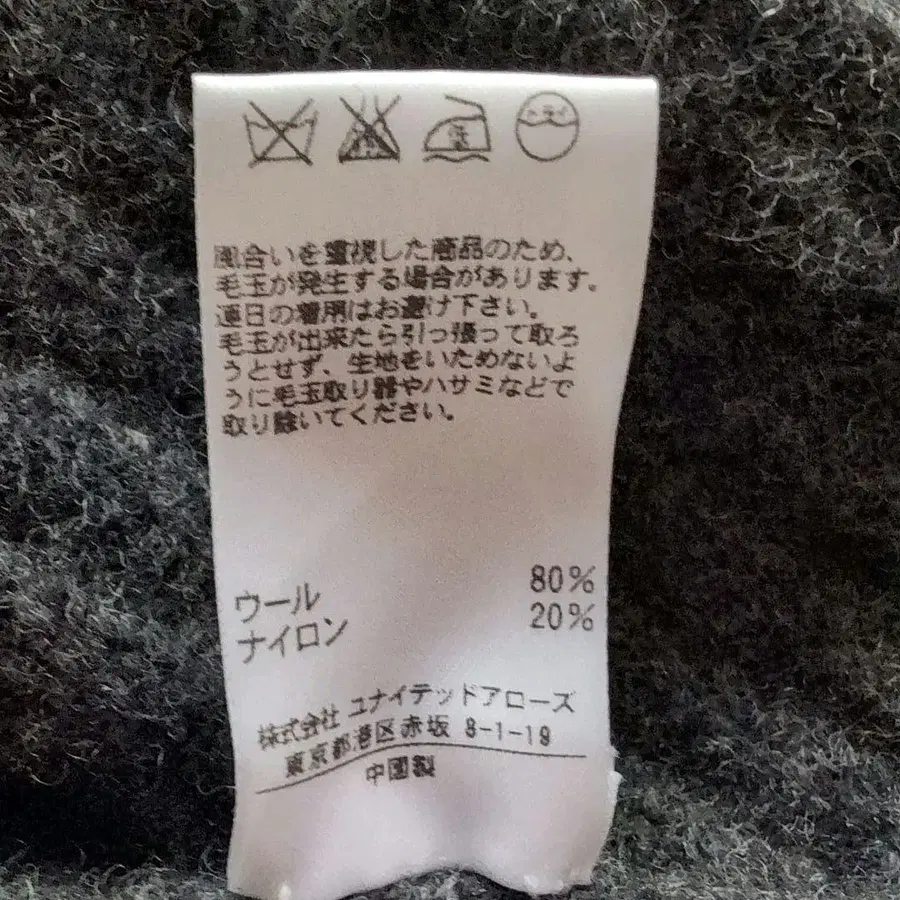 低
風合いを重視した商品のため、
毛玉が発生する場合があります。
連日の着用はお避け下さい。
毛玉が出来たら引っ張って取ろ
うとせず、生地をいためないよ
うに毛玉取り器やハサミなどで
取り除いてください。
ウール 80%
ナイロン 20%
株式会社 ユナイテッドアローズ
東京都港区赤坂 8-1-19
中国製